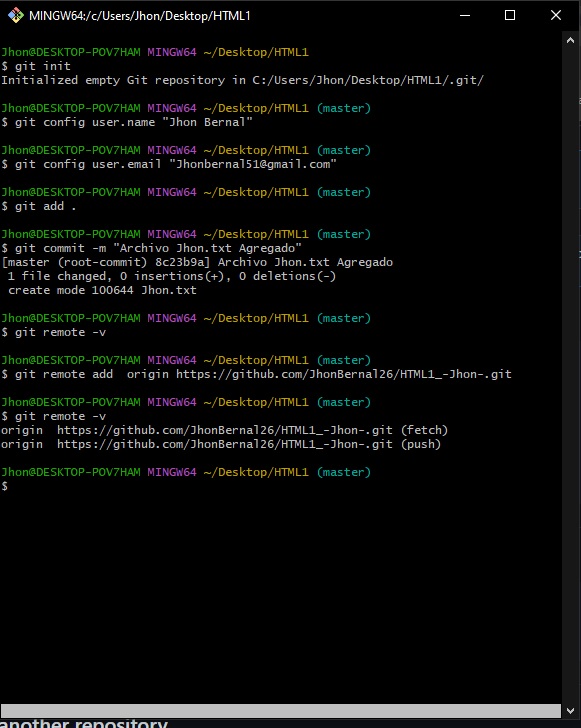 MINGW64:/c/Users/Jhon/Desktop/HTML1
Jhon@DESKTOP-POV7HAM MINGW64 ~/Desktop/HTML1
$ git init
Initialized empty Git repository in C:/Users/Jhon/Desktop/HTML1/.git/
Jhon@DESKTOP-POV7HAM MINGW64 ~/Desktop/HTML1 (master)
$ git config user.name "Jhon Bernal"
Jhon@DESKTOP-POV7HAM MINGW64 ~/Desktop/HTML1 (master)
$ git config user.email "Jhonbernal51@gmail.com"
Jhon@DESKTOP-POV7HAM MINGW64 ~/Desktop/HTML1 (master)
$ git add .
Jhon@DESKTOP-POV7HAM MINGW64 ~/Desktop/HTML1 (master)
$ git commit -m "Archivo Jhon.txt Agregado"
[master (root-commit) 8c23b9a] Archivo Jhon.txt Agregado
 1 file changed, 0 insertions(+), 0 deletions(-)
 create mode 100644 Jhon.txt
Jhon@DESKTOP-POV7HAM MINGW64 ~/Desktop/HTML1 (master)
$ git remote -v
Jhon@DESKTOP-POV7HAM MINGW64 ~/Desktop/HTML1 (master)
$ git remote add  origin https://github.com/JhonBernal26/HTML1_-Jhon-.git
Jhon@DESKTOP-POV7HAM MINGW64 ~/Desktop/HTML1 (master)
$ git remote -v
origin  https://github.com/JhonBernal26/HTML1_-Jhon-.git (fetch)
origin  https://github.com/JhonBernal26/HTML1_-Jhon-.git (push)
Jhon@DESKTOP-POV7HAM MINGW64 ~/Desktop/HTML1 (master)
$
another repository